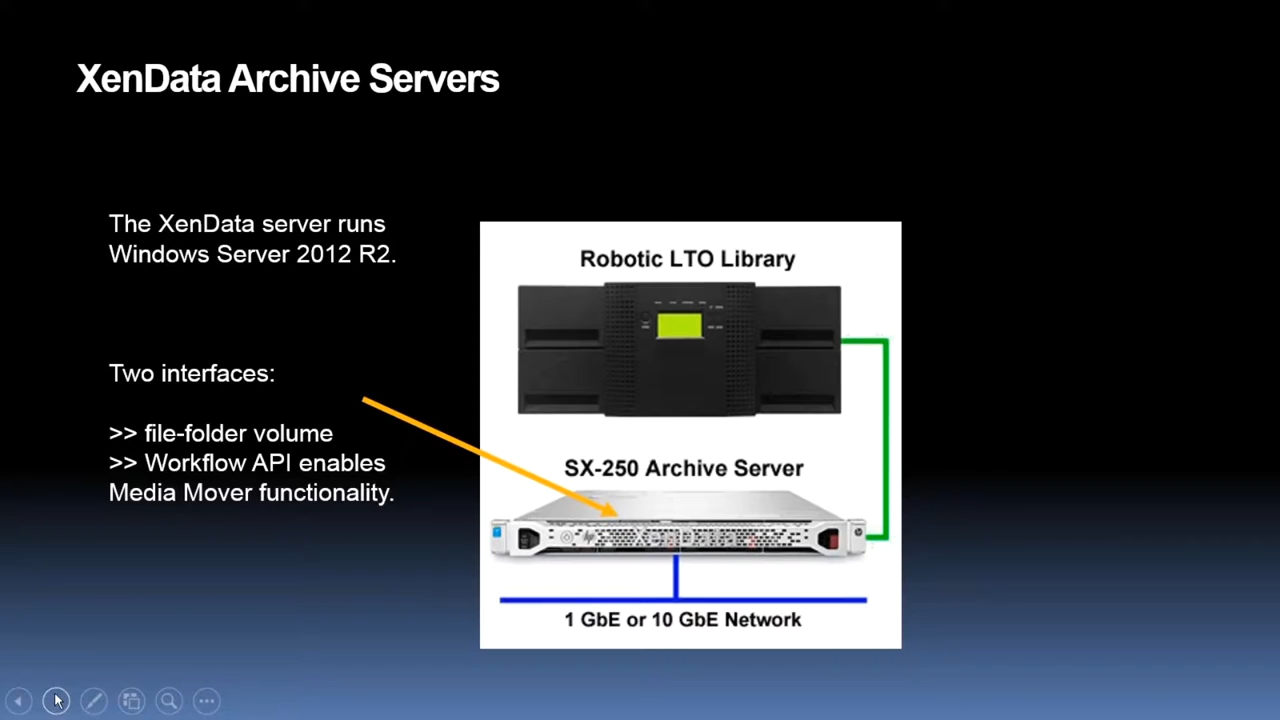 XenData Archive Servers
The XenData server runs
Windows Server 2012 R2.
Two interfaces:
>> file-folder volume
>> Workflow API enables
Media Mover functionality.
Robotic LTO Library
SX-250 Archive Server
hp
1 GbE or 10 GbE Network